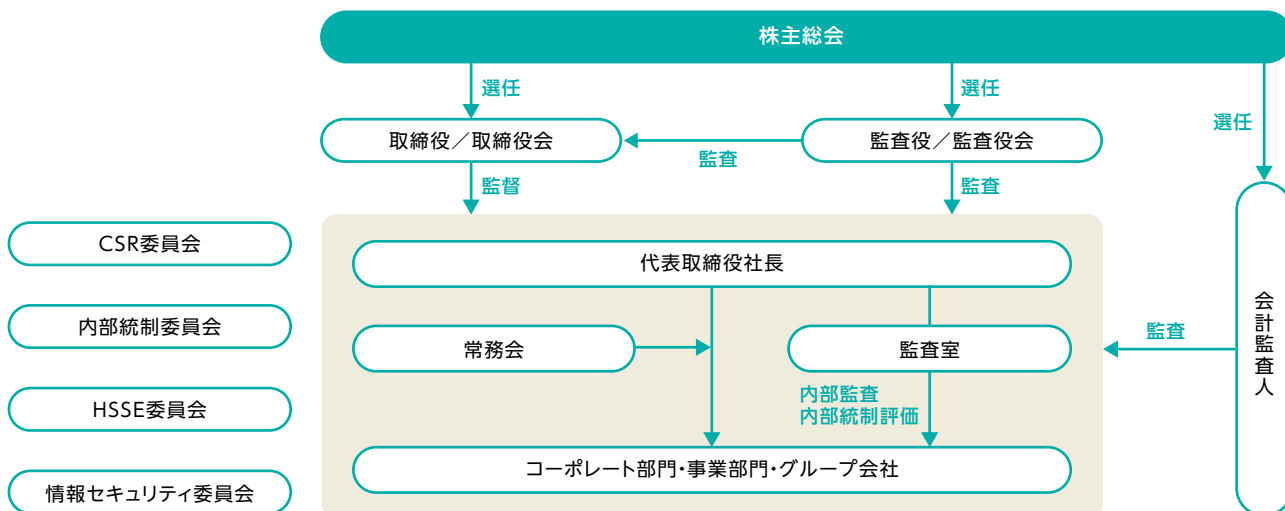 株主総会
選任
選任
選任
取締役／取締役会
監査
監査役／監査役会
監督
監査
CSR委員会
内部統制委員会
HSSE委員会
情報セキュリティ委員会
代表取締役社長
常務会
監査室
内部監査
内部統制評価
コーポレート部門・事業部門・グループ会社
監査
会計監査人